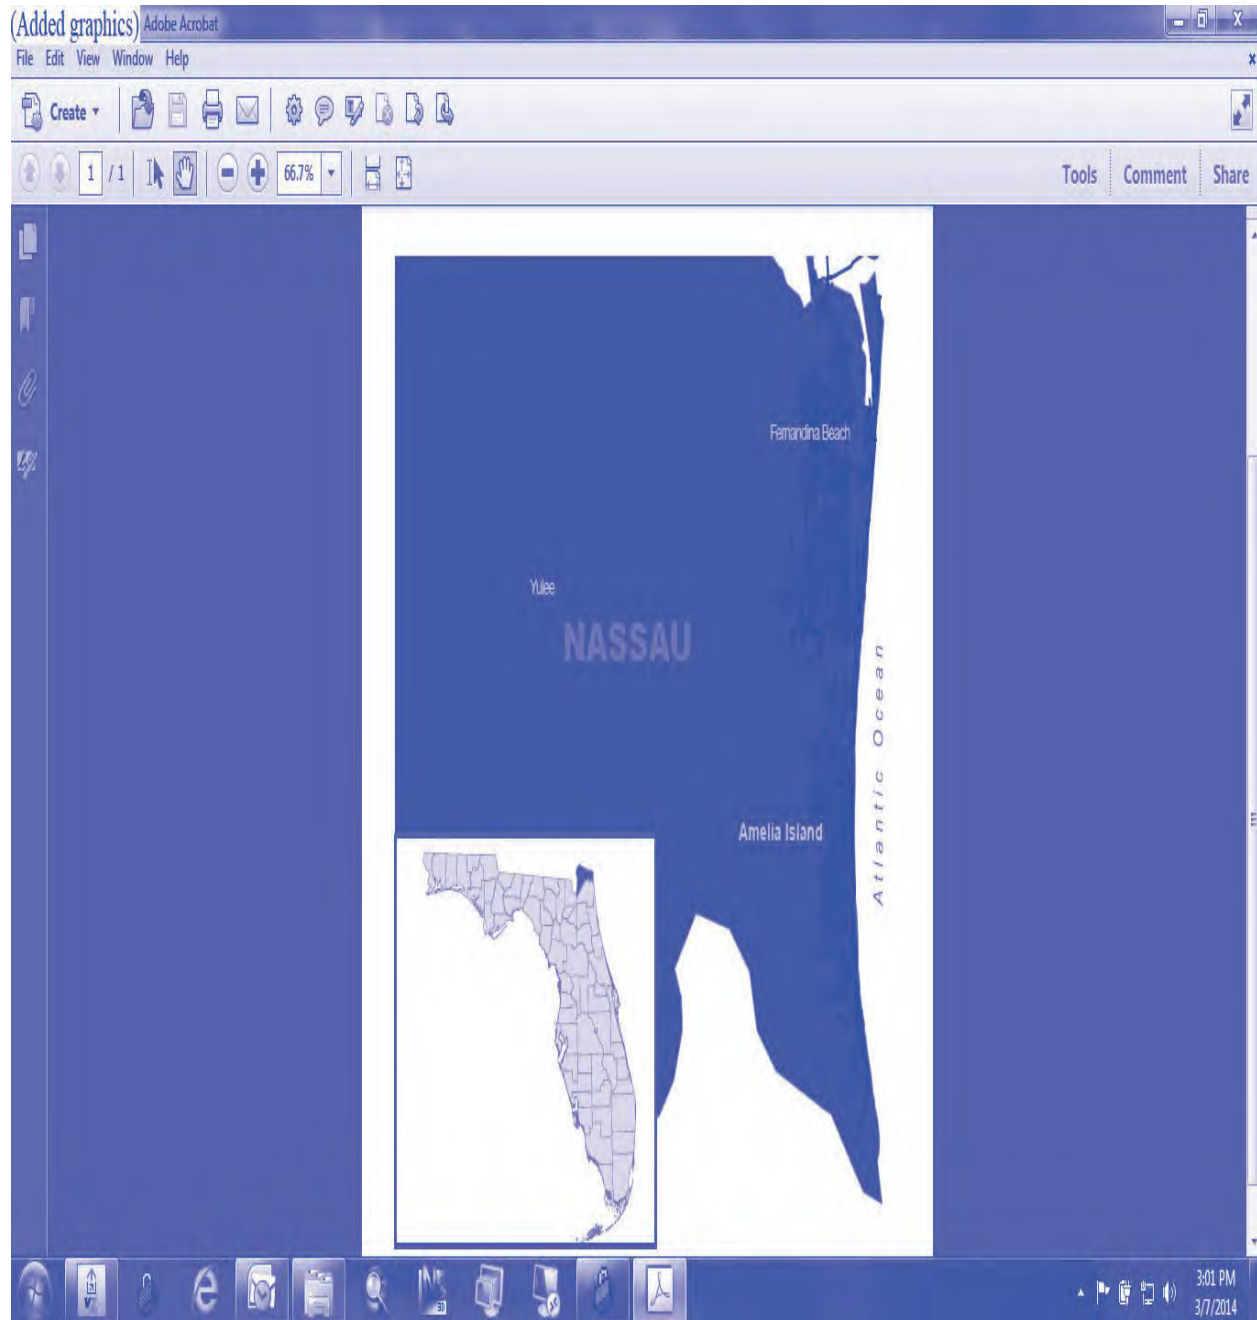 (Added graphics) Adobe Acrobat
File Edit View Window Help
Create
1 / 1 66.7% Tools Comment Share
Fernandina Beach
Yulee
NASSAU
Atlantic Ocean
Amelia Island
3:01 PM
3/7/2014